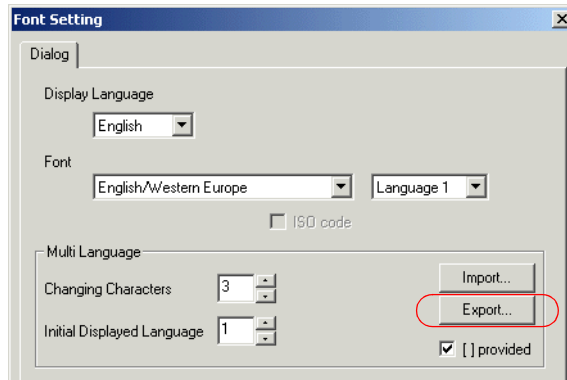 Font Setting
Dialog
Display Language
English
Font
English/Western Europe Language 1
ISO code
Multi Language
Changing Characters 3
Import...
Export...
Initial Displayed Language 1
[ ] provided